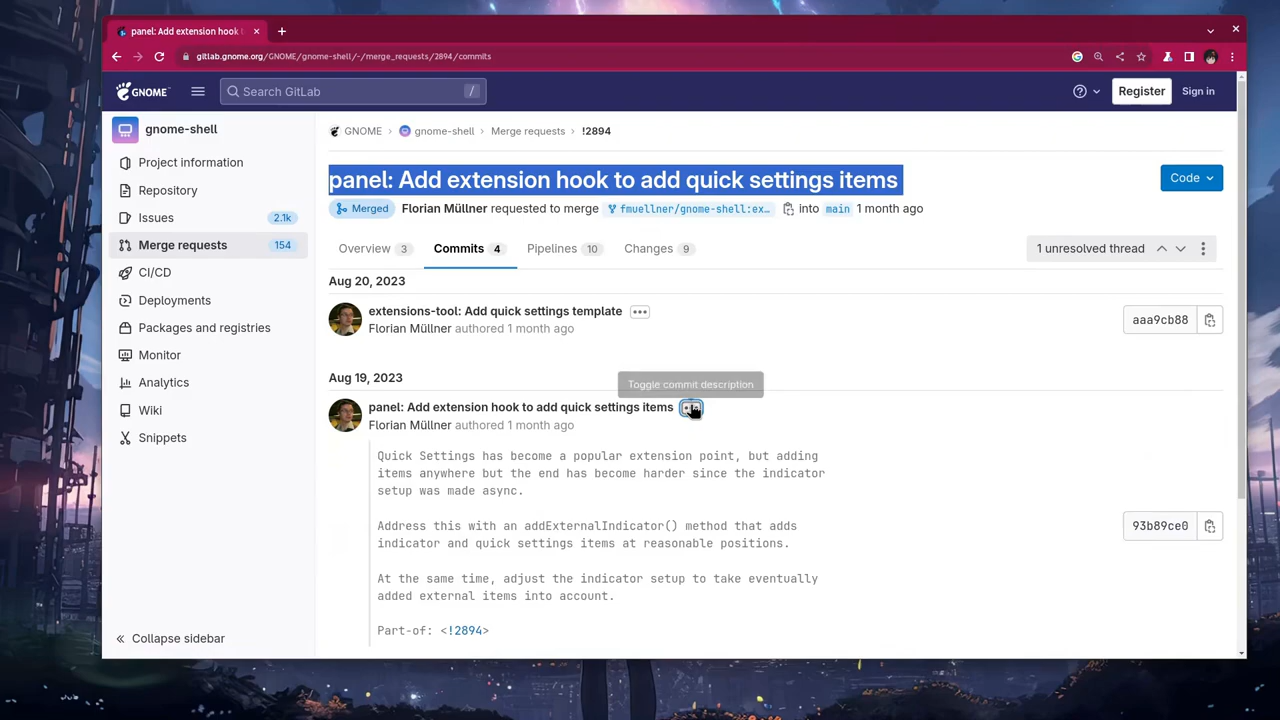 panel: Add extension hook t
gitlab.gnome.org/GNOME/gnome-shell/-/merge_requests/2894/commits
GNOME
Search GitLab
/
Register
Sign in
gnome-shell
Project information
Repository
Issues
2.1k
Merge requests
154
CI/CD
Deployments
Packages and registries
Monitor
Analytics
Wiki
Snippets
Collapse sidebar
GNOME
gnome-shell
Merge requests
!2894
panel: Add extension hook to add quick settings items
Code
Merged
Florian Müllner requested to merge fmuellner/gnome-shell:ex… into main 1 month ago
Overview 3
Commits 4
Pipelines 10
Changes 9
1 unresolved thread
Aug 20, 2023
extensions-tool: Add quick settings template
Florian Müllner authored 1 month ago
aaa9cb88
Aug 19, 2023
Toggle commit description
panel: Add extension hook to add quick settings items
Florian Müllner authored 1 month ago
Quick Settings has become a popular extension point, but adding
items anywhere but the end has become harder since the indicator
setup was made async.
Address this with an addExternalIndicator() method that adds
indicator and quick settings items at reasonable positions.
93b89ce0
At the same time, adjust the indicator setup to take eventually
added external items into account.
Part-of: <!2894>